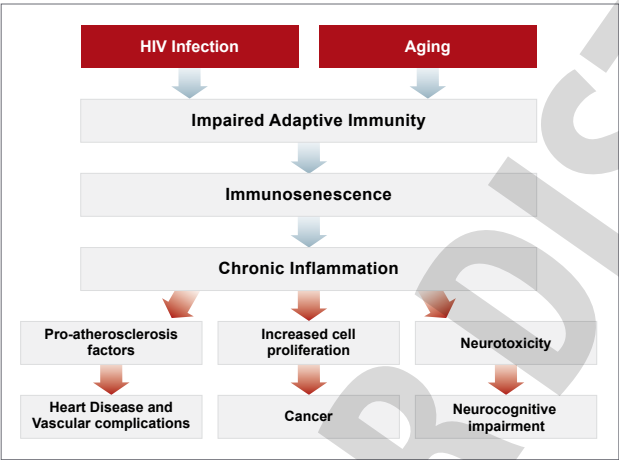 HIV Infection
Aging
Impaired Adaptive Immunity
Immunosenescence
Chronic Inflammation
Pro-atherosclerosis
factors
Increased cell
proliferation
Neurotoxicity
Heart Disease and
Vascular complications
Cancer
Neurocognitive
impairment